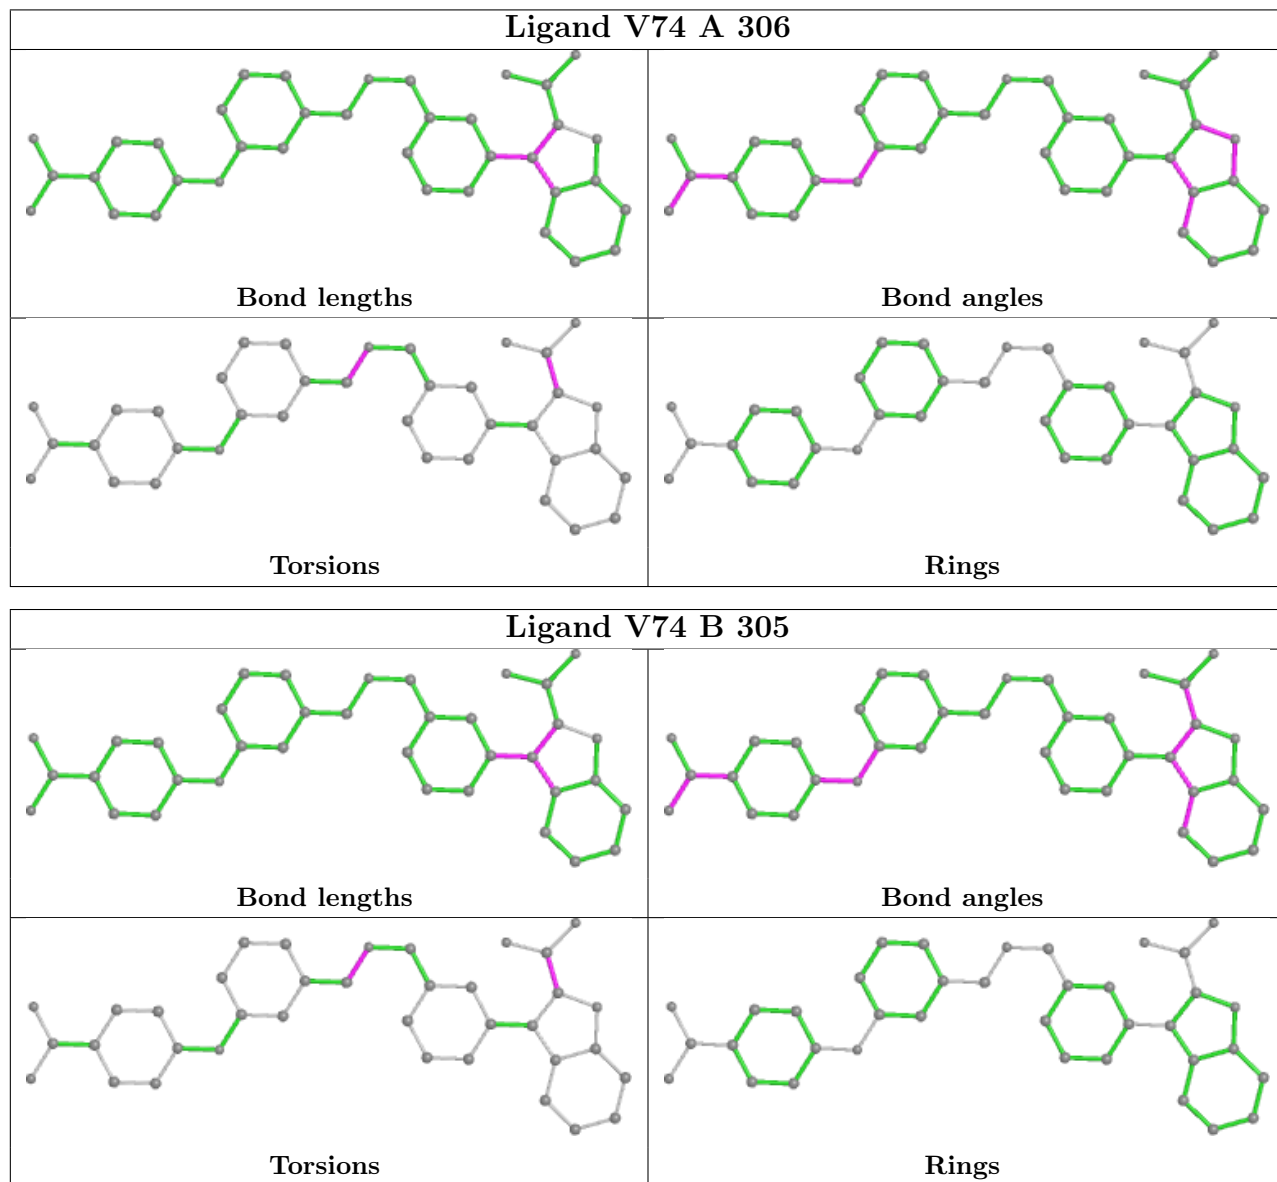 Ligand V74 A 306
Bond lengths
Bond angles
Torsions
Rings
Ligand V74 B 305
Bond lengths
Bond angles
Torsions
Rings